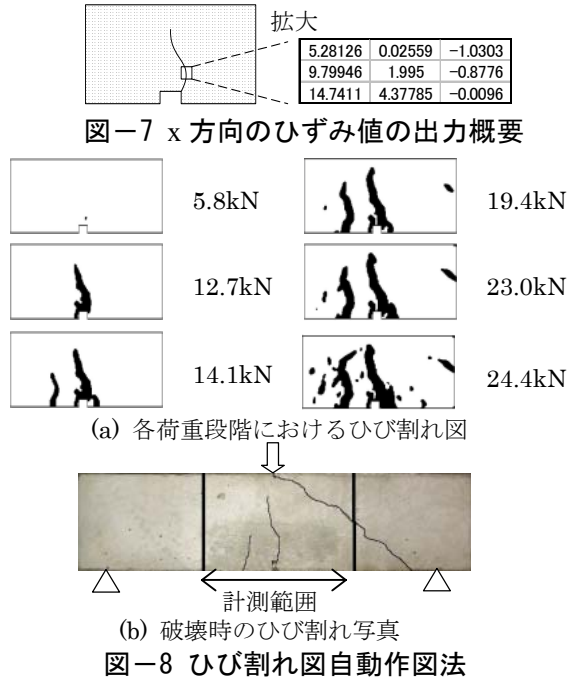 拡大
5.28126 0.02559 −1.0303
9.79946 1.995 −0.8776
14.7411 4.37785 −0.0096
図－7 x 方向のひずみ値の出力概要
5.8kN 19.4kN
12.7kN 23.0kN
14.1kN 24.4kN
(a) 各荷重段階におけるひび割れ図
計測範囲
(b) 破壊時のひび割れ写真
図－8 ひび割れ図自動作図法